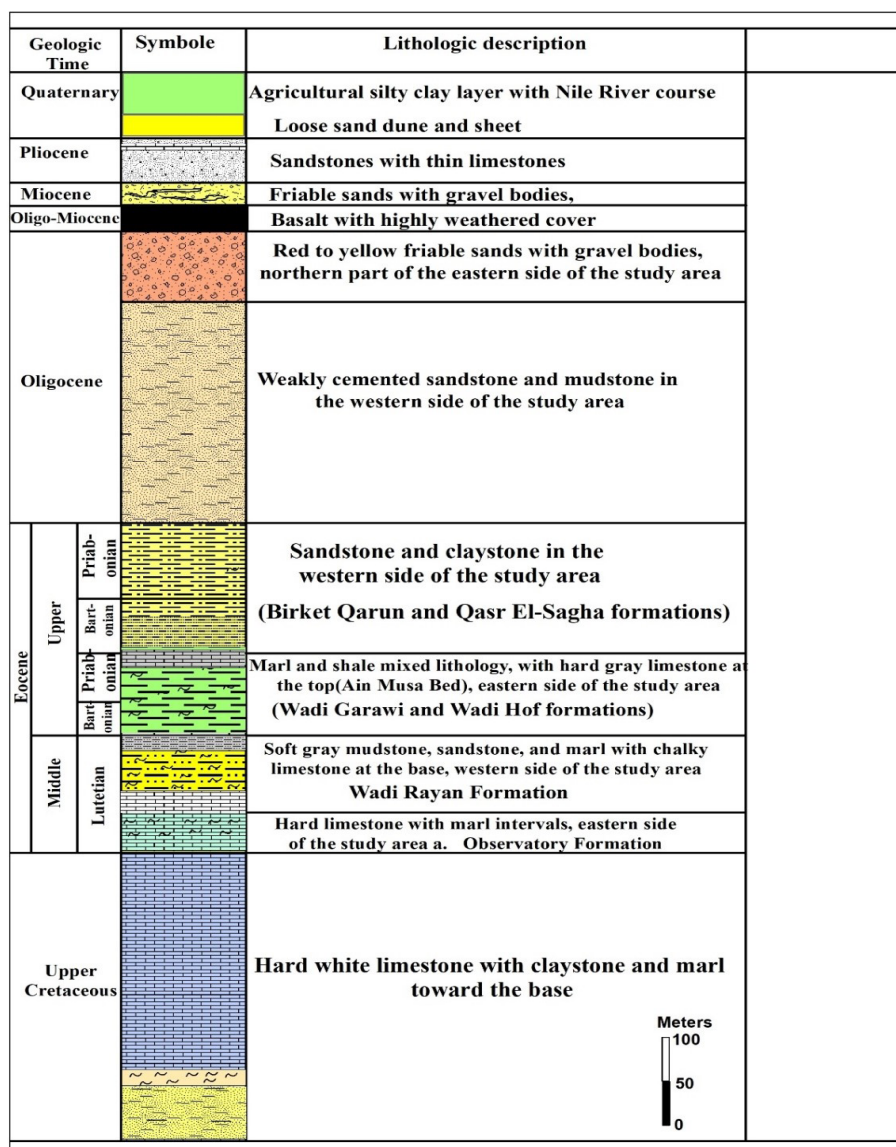 Geologic
Time
Symbole
Lithologic description
Quaternary
Agricultural silty clay layer with Nile River course
Loose sand dune and sheet
Pliocene
Sandstones with thin limestones
Miocene
Friable sands with gravel bodies,
Oligo-Miocene
Basalt with highly weathered cover
Red to yellow friable sands with gravel bodies,
northern part of the eastern side of the study area
Oligocene
Weakly cemented sandstone and mudstone in
the western side of the study area
Eocene
Upper
Priab-
onian
Sandstone and claystone in the
western side of the study area
Bart-
onian
(Birket Qarun and Qasr El-Sagha formations)
Priab-
onian
Marl and shale mixed lithology, with hard gray limestone at
the top(Ain Musa Bed), eastern side of the study area
Bart-
onian
(Wadi Garawi and Wadi Hof formations)
Middle
Lutetian
Soft gray mudstone, sandstone, and marl with chalky
limestone at the base, western side of the study area
Wadi Rayan Formation
Hard limestone with marl intervals, eastern side
of the study area a. Observatory Formation
Upper
Cretaceous
Hard white limestone with claystone and marl
toward the base
Meters
100
50
0